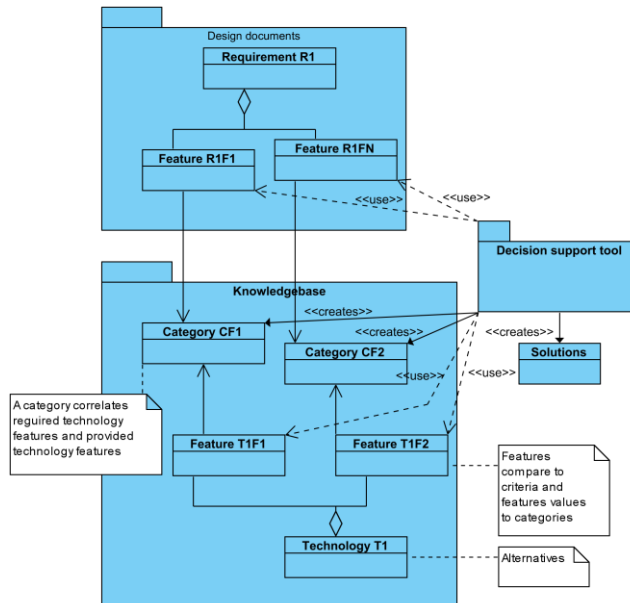 Design documents
Requirement R1
Feature R1F1
Feature R1FN
<<use>>
<<use>>
Decision support tool
Knowledgebase
<<creates>>
<<creates>>
<<creates>>
Category CF1
Category CF2
Solutions
<<use>>
<<use>>
A category correlates
reguired technology
features and provided
technology features
Feature T1F1
Feature T1F2
Features
compare to
criteria and
features values
to categories
Technology T1
Alternatives